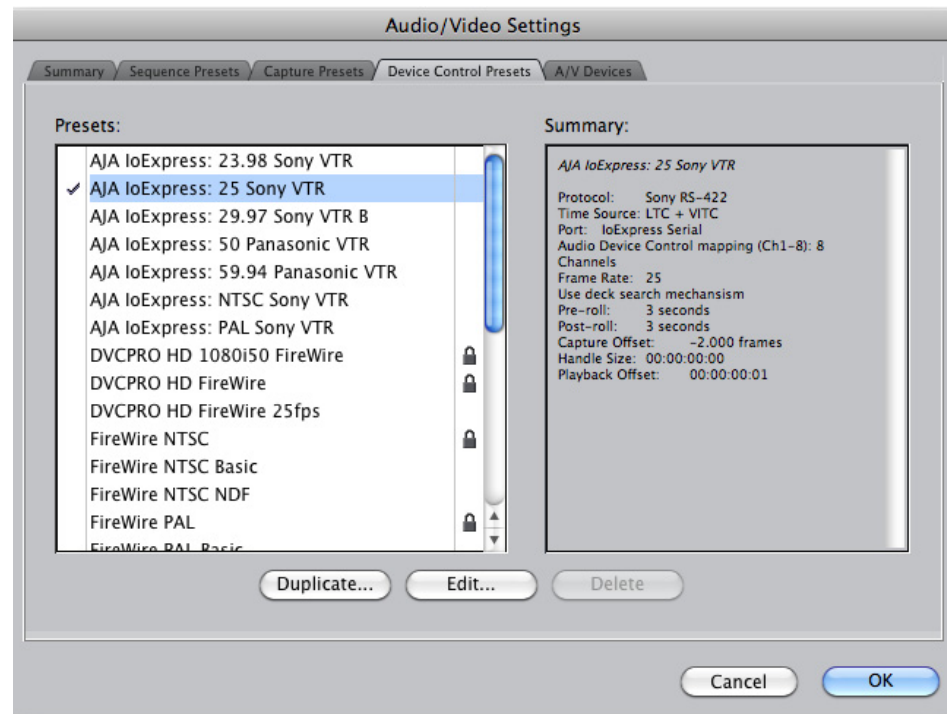 Audio/Video Settings
Summary
Sequence Presets
Capture Presets
Device Control Presets
A/V Devices
Presets:
AJA IoExpress: 23.98 Sony VTR
AJA IoExpress: 25 Sony VTR
AJA IoExpress: 29.97 Sony VTR B
AJA IoExpress: 50 Panasonic VTR
AJA IoExpress: 59.94 Panasonic VTR
AJA IoExpress: NTSC Sony VTR
AJA IoExpress: PAL Sony VTR
DVCPRO HD 1080i50 FireWire
DVCPRO HD FireWire
DVCPRO HD FireWire 25fps
FireWire NTSC
FireWire NTSC Basic
FireWire NTSC NDF
FireWire PAL
FireWire PAL Basic
Summary:
AJA IoExpress: 25 Sony VTR
Protocol: Sony RS-422
Time Source: LTC + VITC
Port: IoExpress Serial
Audio Device Control mapping (Ch1-8): 8
Channels
Frame Rate: 25
Use deck search mechansism
Pre-roll: 3 seconds
Post-roll: 3 seconds
Capture Offset: -2.000 frames
Handle Size: 00:00:00:00
Playback Offset: 00:00:00:01
Duplicate...
Edit...
Delete
Cancel
OK